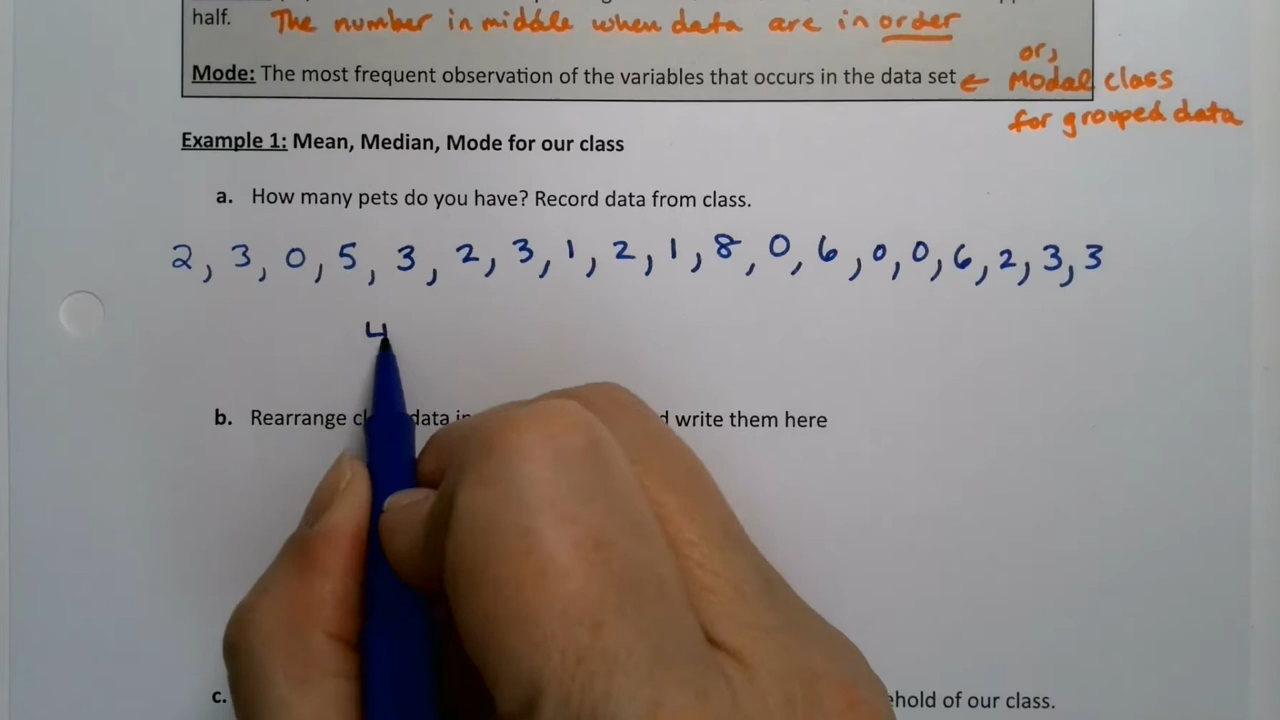 half. The number in middle when data are in order
or,
Mode: The most frequent observation of the variables that occurs in the data set ← Modal class
for grouped data
Example 1: Mean, Median, Mode for our class
a. How many pets do you have? Record data from class.
2, 3, 0, 5, 3, 2, 3, 1, 2, 1, 8, 0, 6, 0, 0, 6, 2, 3, 3
4
b. Rearrange data write them here
c. of our class.